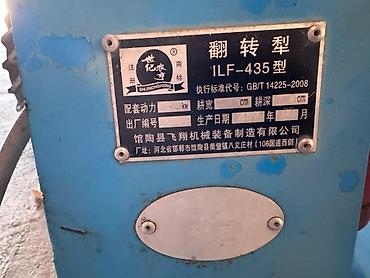 世纪农亨
注册 商标
SHIJINONGHENG
®
翻转犁
1LF-435型
执行标准代号：GB/T 14225-2008
配套动力 kw 耕宽 cm 耕深 cm
出厂编号 生产日期 年 月
馆陶县飞翔机械装备制造有限公司
厂址：河北省邯郸市馆陶县柴堡镇八义庄村（106国道西侧）